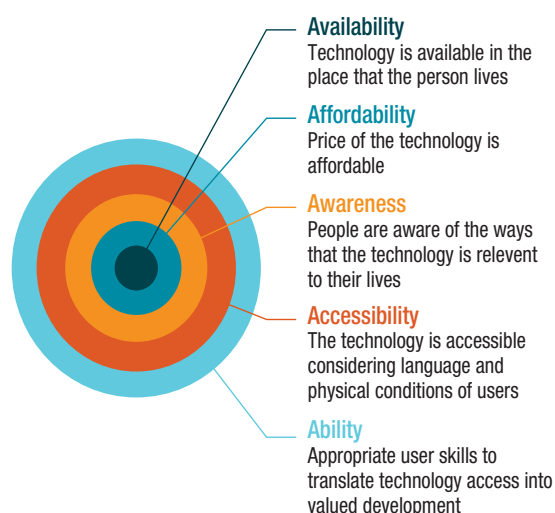 Availability
Technology is available in the
place that the person lives
Affordability
Price of the technology is
affordable
Awareness
People are aware of the ways
that the technology is relevent
to their lives
Accessibility
The technology is accessible
considering language and
physical conditions of users
Ability
Appropriate user skills to
translate technology access into
valued development